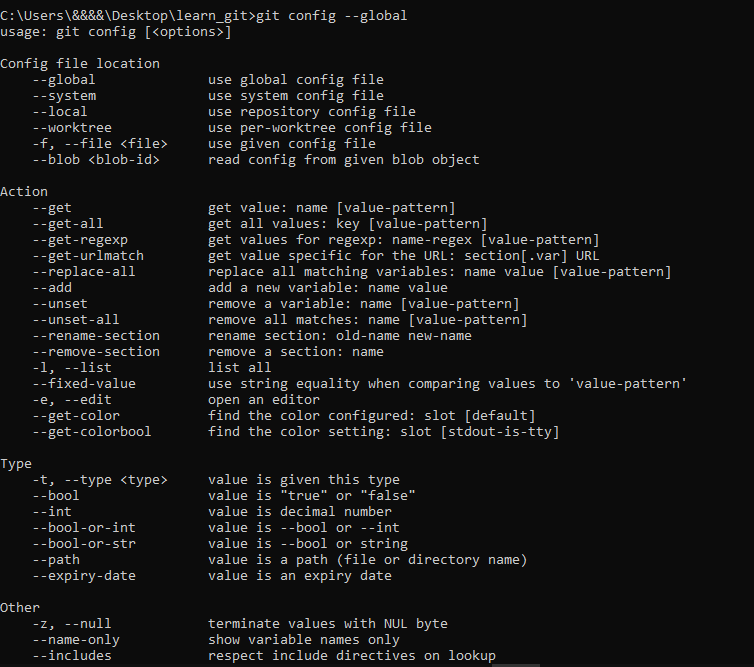 C:\Users\&&&&\Desktop\learn_git>git config --global
usage: git config [<options>]

Config file location
    --global              use global config file
    --system              use system config file
    --local               use repository config file
    --worktree            use per-worktree config file
    -f, --file <file>     use given config file
    --blob <blob-id>      read config from given blob object

Action
    --get                 get value: name [value-pattern]
    --get-all             get all values: key [value-pattern]
    --get-regexp          get values for regexp: name-regex [value-pattern]
    --get-urlmatch        get value specific for the URL: section[.var] URL
    --replace-all         replace all matching variables: name value [value-pattern]
    --add                 add a new variable: name value
    --unset               remove a variable: name [value-pattern]
    --unset-all           remove all matches: name [value-pattern]
    --rename-section      rename section: old-name new-name
    --remove-section      remove a section: name
    -l, --list            list all
    --fixed-value         use string equality when comparing values to 'value-pattern'
    -e, --edit            open an editor
    --get-color           find the color configured: slot [default]
    --get-colorbool       find the color setting: slot [stdout-is-tty]

Type
    -t, --type <type>     value is given this type
    --bool                value is "true" or "false"
    --int                 value is decimal number
    --bool-or-int         value is --bool or --int
    --bool-or-str         value is --bool or string
    --path                value is a path (file or directory name)
    --expiry-date         value is an expiry date

Other
    -z, --null            terminate values with NUL byte
    --name-only           show variable names only
    --includes            respect include directives on lookup